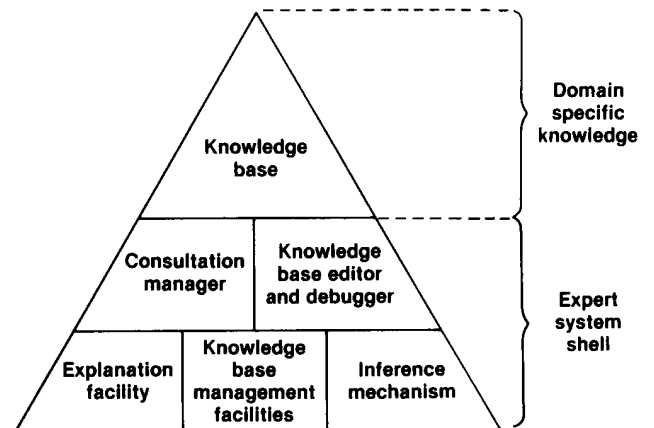 Domain
specific
knowledge
Knowledge
base
Consultation
manager
Knowledge
base editor
and debugger
Expert
system
shell
Explanation
facility
Knowledge
base
management
facilities
Inference
mechanism